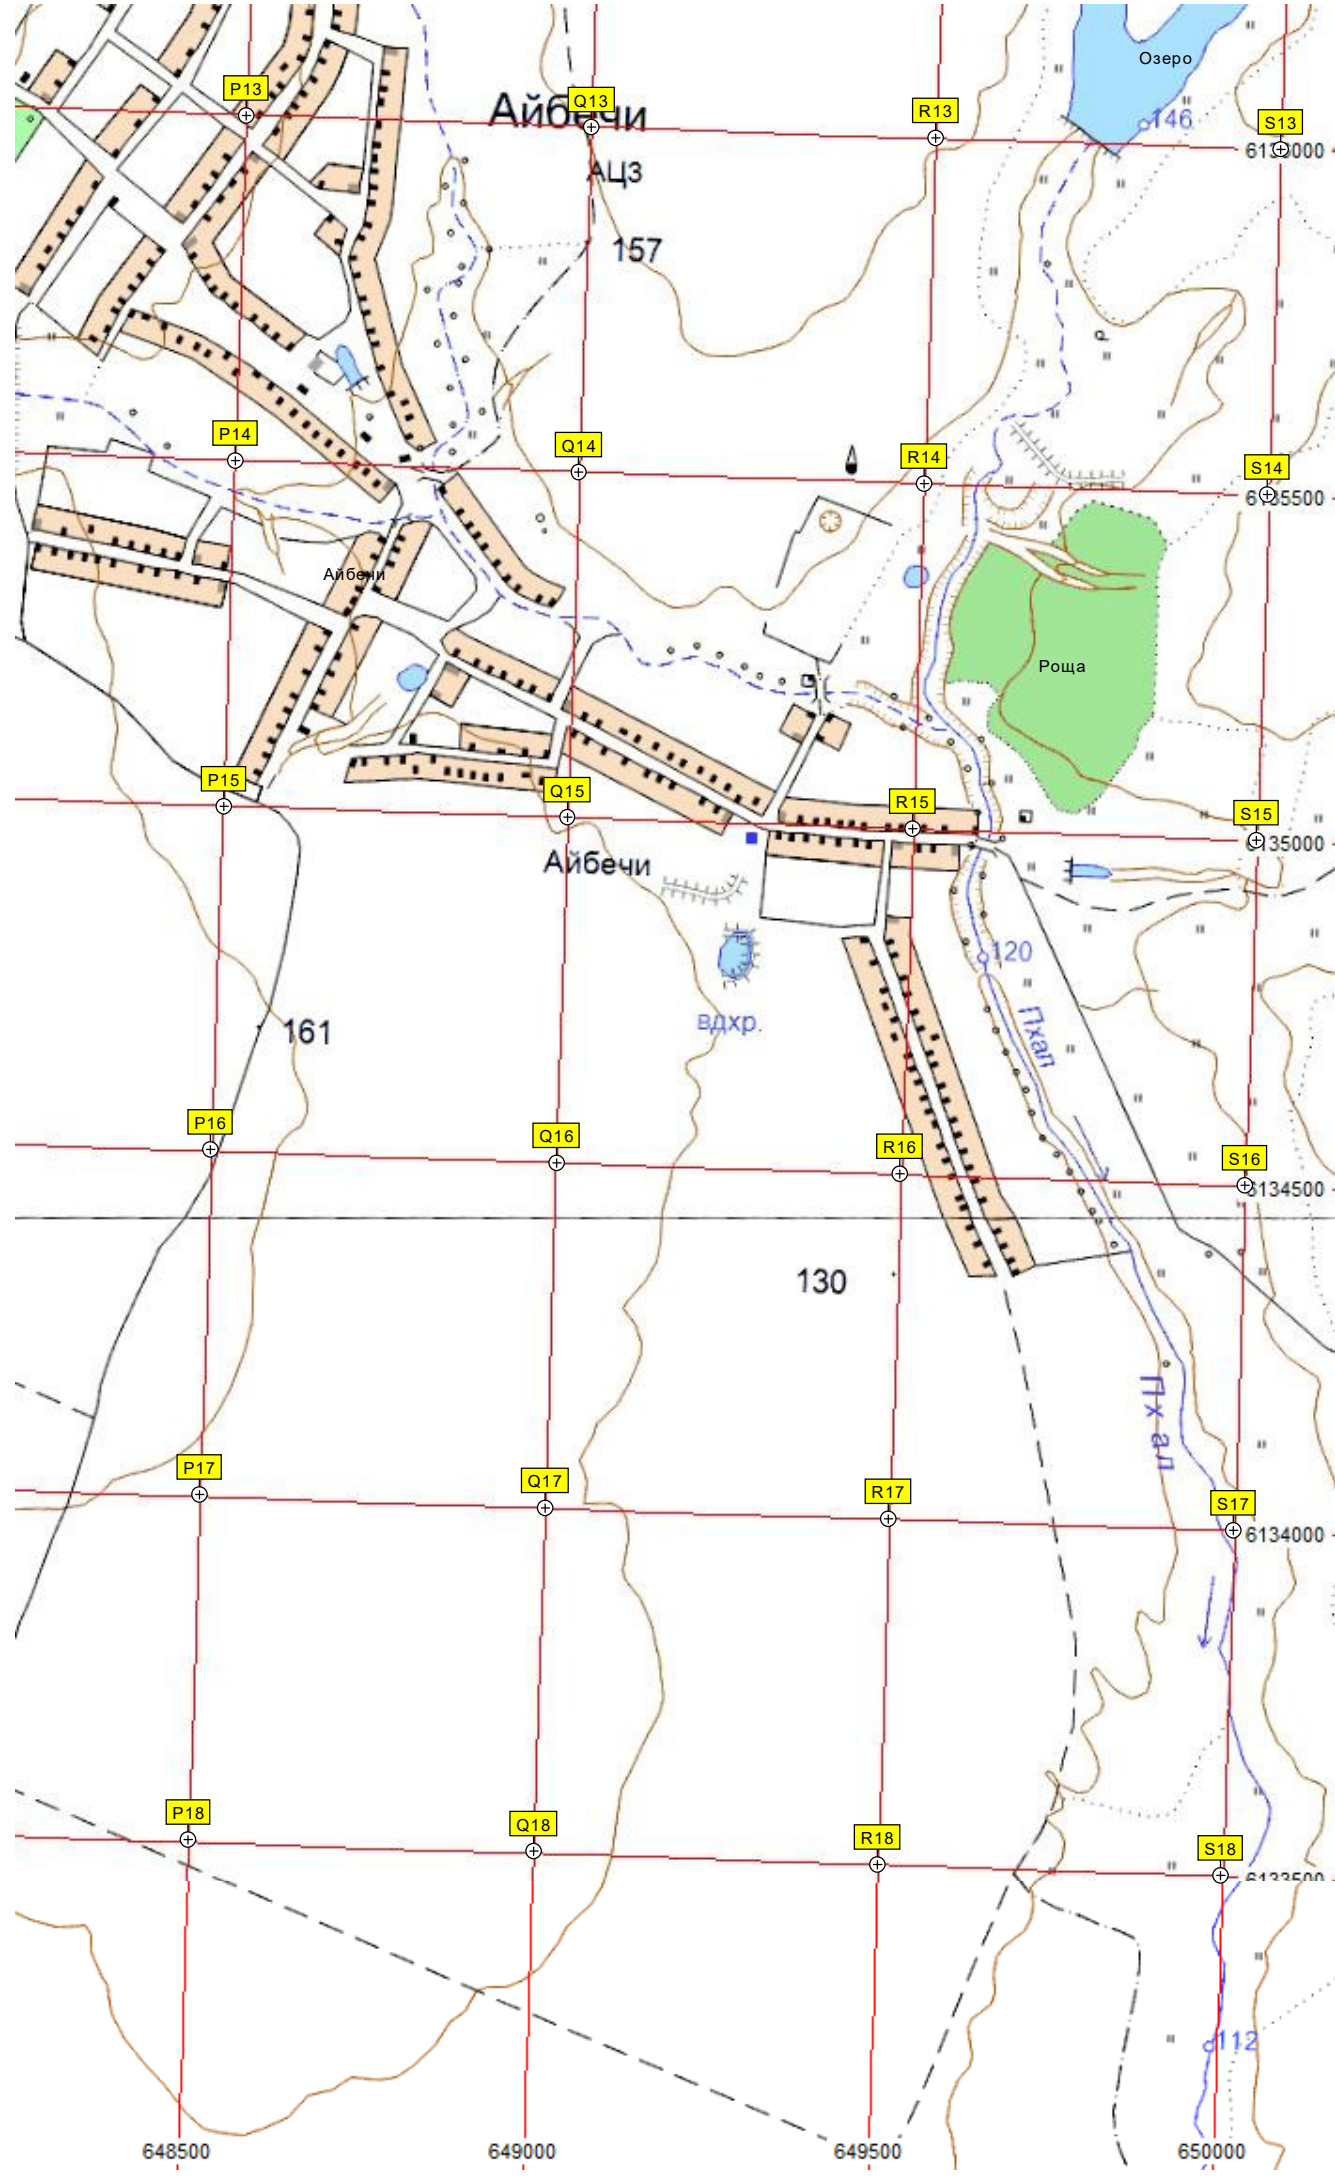 Озеро
P13
Q13
R13
S13
Айбечи
146
6136000
АЦЗ
157
P14
Q14
R14
S14
6135500
Айбечи
Роща
P15
Q15
R15
S15
6135000
Айбечи
120
вдхр.
Пхал
161
P16
Q16
R16
S16
6134500
130
Пхал
P17
Q17
R17
S17
6134000
P18
Q18
R18
S18
6133500
112
648500
649000
649500
650000